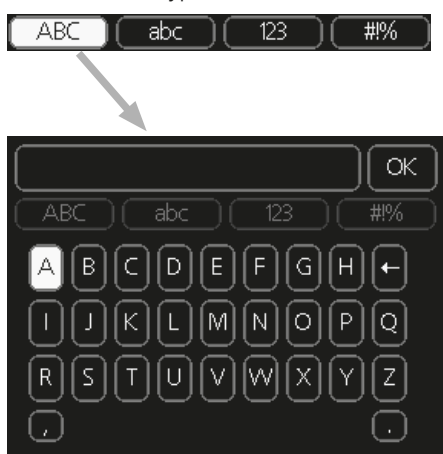 ABC abc 123 #!%
OK
ABC abc 123 #!%
A B C D E F G H ←
I J K L M N O P Q
R S T U V W X Y Z
, .